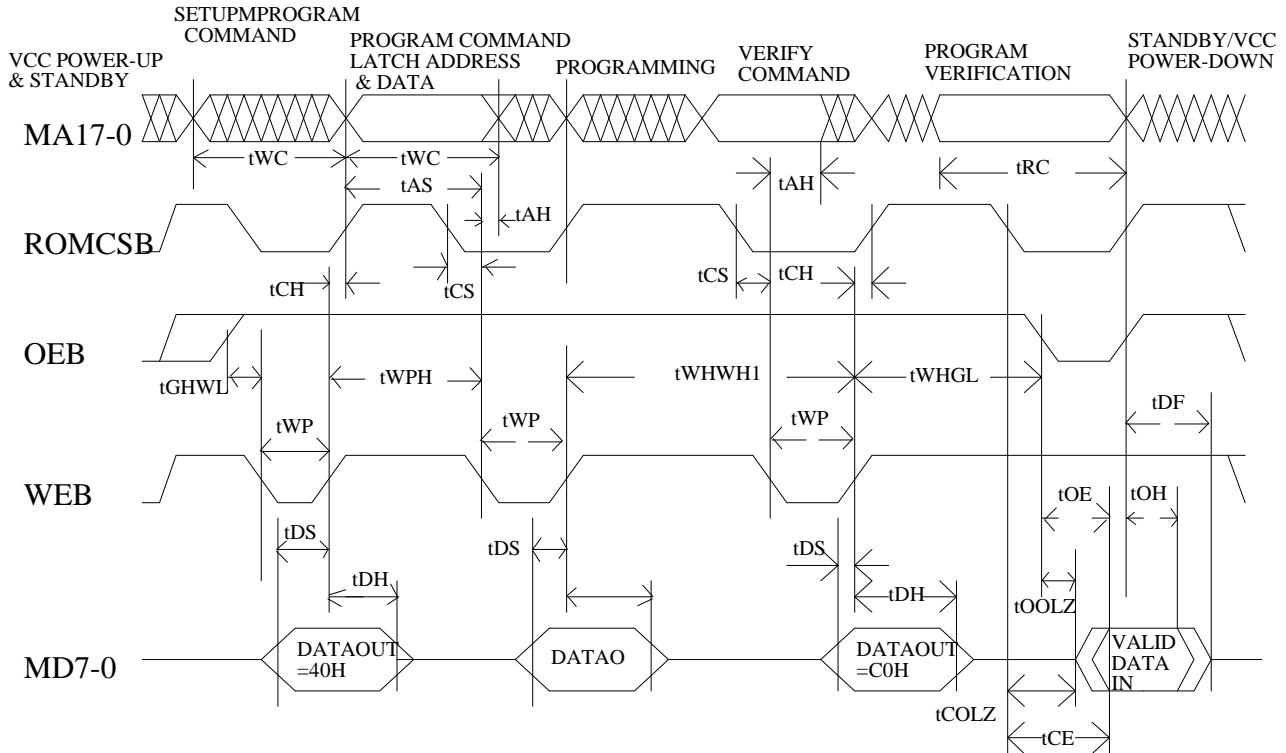 SETUPMPROGRAM
COMMAND
VCC POWER-UP
& STANDBY
PROGRAM COMMAND
LATCH ADDRESS
& DATA
PROGRAMMING
VERIFY
COMMAND
PROGRAM
VERIFICATION
STANDBY/VCC
POWER-DOWN
MA17-0
tWC
tWC
tAS
tAH
tAH
tRC
ROMCSB
tCH
tCS
tCS
tCH
OEB
tGHWL
tWPH
tWHWH1
tWHGL
tWP
tWP
tWP
tDF
WEB
tOE
tOH
tDS
tDS
tDS
tDH
tDH
tOOLZ
MD7-0
DATAOUT
=40H
DATAO
DATAOUT
=C0H
VALID
DATA
IN
tCOLZ
tCE